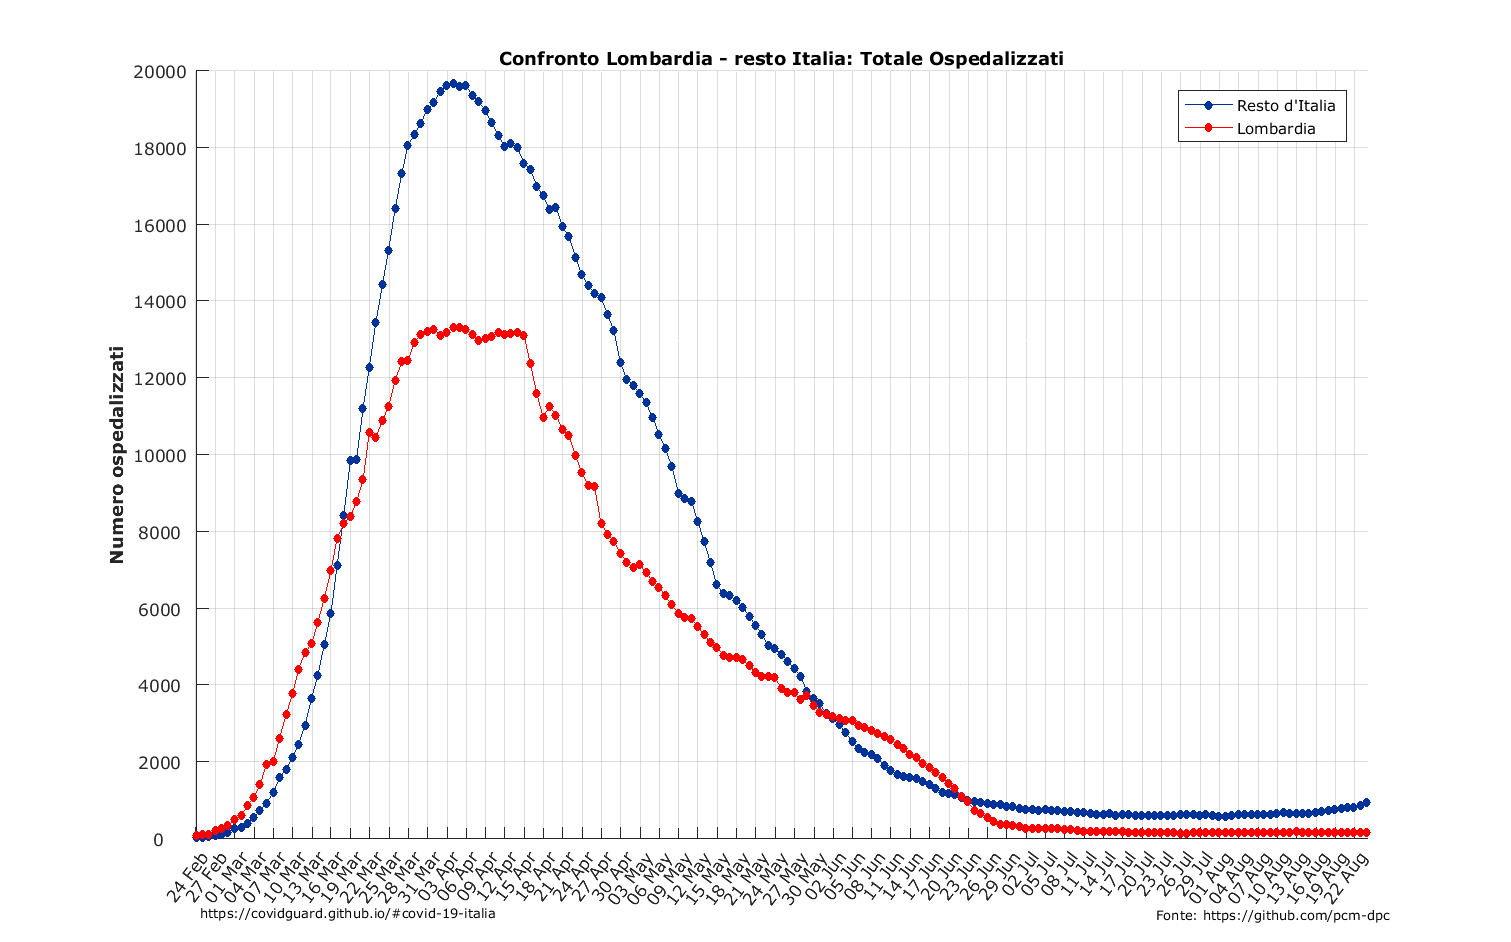 Confronto Lombardia - resto Italia: Totale Ospedalizzati
Resto d'Italia
Lombardia
Numero ospedalizzati
20000
18000
16000
14000
12000
10000
8000
6000
4000
2000
0
24 Feb
27 Feb
01 Mar
04 Mar
07 Mar
10 Mar
13 Mar
16 Mar
19 Mar
22 Mar
25 Mar
28 Mar
31 Mar
03 Apr
06 Apr
09 Apr
12 Apr
15 Apr
18 Apr
21 Apr
24 Apr
27 Apr
30 Apr
03 May
06 May
09 May
12 May
15 May
18 May
21 May
24 May
27 May
30 May
02 Jun
05 Jun
08 Jun
11 Jun
14 Jun
17 Jun
20 Jun
23 Jun
26 Jun
29 Jun
02 Jul
05 Jul
08 Jul
11 Jul
14 Jul
17 Jul
20 Jul
23 Jul
26 Jul
29 Jul
01 Aug
04 Aug
07 Aug
10 Aug
13 Aug
16 Aug
19 Aug
22 Aug
https://covidguard.github.io/#covid-19-italia
Fonte: https://github.com/pcm-dpc